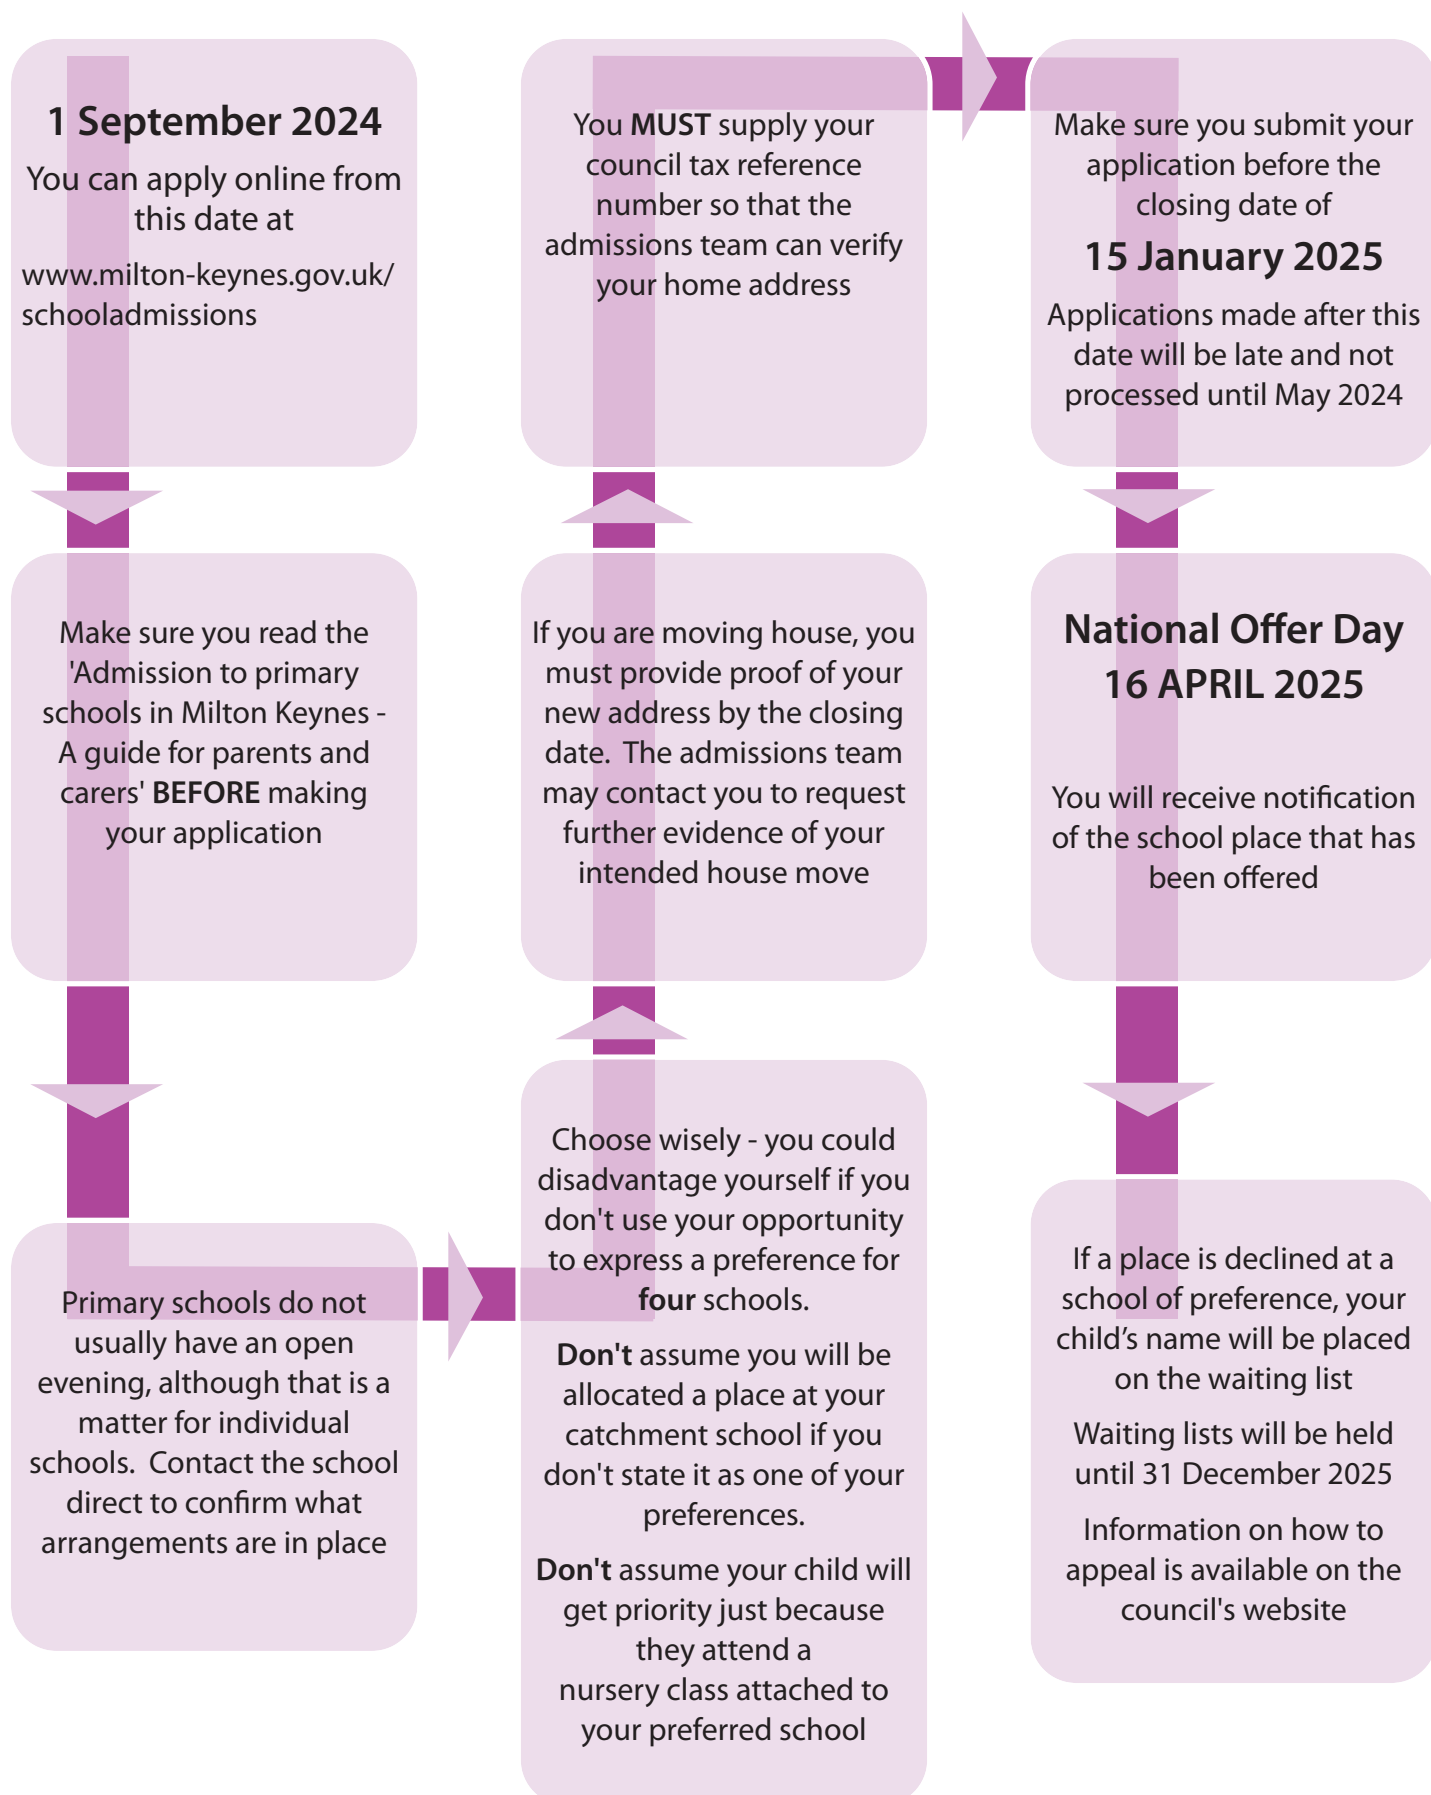 1 September 2024
You can apply online from
this date at
www.milton-keynes.gov.uk/
schooladmissions
Make sure you read the
'Admission to primary
schools in Milton Keynes -
A guide for parents and
carers' BEFORE making
your application
Primary schools do not
usually have an open
evening, although that is a
matter for individual
schools.  Contact the school
direct to confirm what
arrangements are in place
Choose wisely - you could
disadvantage yourself if you
don't use your opportunity
to express a preference for
four schools.
Don't assume you will be
allocated a place at your
catchment school if you
don't state it as one of your
preferences.
Don't assume your child will
get priority just because
they attend a
nursery class attached to
your preferred school
If you are moving house, you
must provide proof of your
new address by the closing
date.  The admissions team
may contact you to request
further evidence of your
intended house move
You MUST supply your
council tax reference
number so that the
admissions team can verify
your home address
Make sure you submit your
application before the
closing date of
15 January 2025
Applications made after this
date will be late and not
processed until May 2024
National Offer Day
16 APRIL 2025
You will receive notification
of the school place that has
been offered
If a place is declined at a
school of preference, your
child’s name will be placed
on the waiting list
Waiting lists will be held
until 31 December 2025
Information on how to
appeal is available on the
council's website